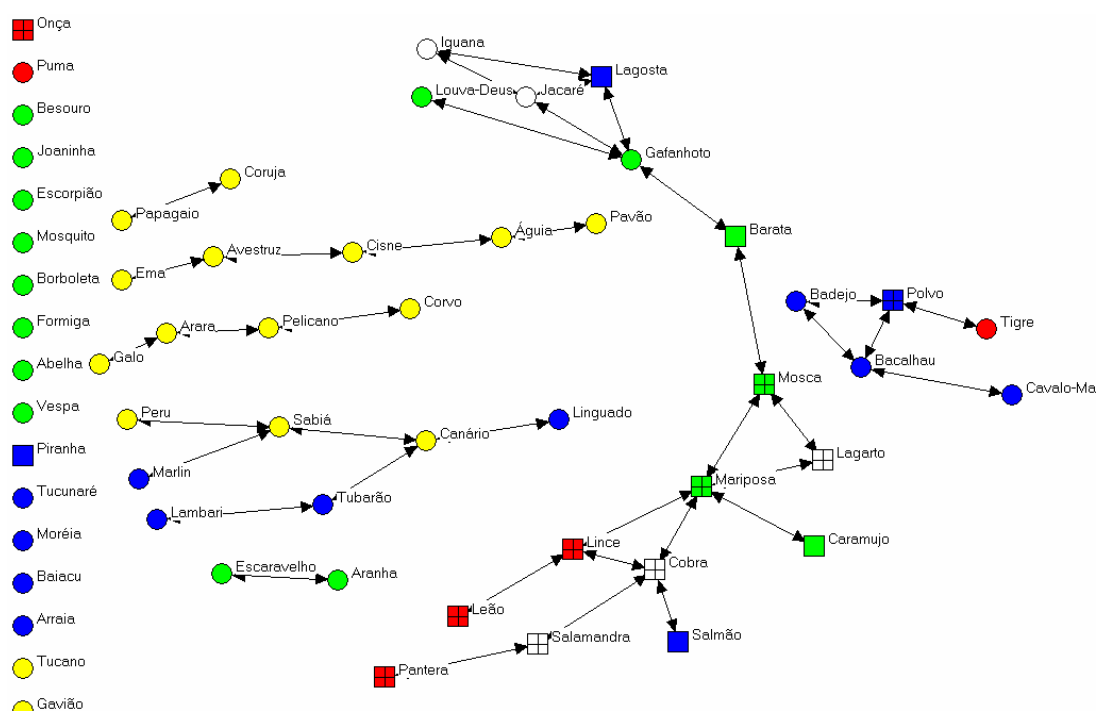 Onça
Puma
Besouro
Joaninha
Escorpião
Mosquito
Borboleta
Formiga
Abelha
Vespa
Piranha
Tucunaré
Moréia
Baiacu
Arraia
Tucano
Gavião
Iguana
Lagosta
Louva-Deus
Jacaré
Gafanhoto
Coruja
Papagaio
Barata
Pavão
Águia
Cisne
Avestruz
Ema
Badejo
Polvo
Tigre
Corvo
Pelicano
Arara
Galo
Bacalhau
Cavalo-Ma
Mosca
Peru
Sabiá
Canário
Linguado
Lagarto
Marlin
Mariposa
Tubarão
Lambari
Lince
Caramujo
Cobra
Escaravelho
Aranha
Leão
Salamandra
Salmão
Pantera